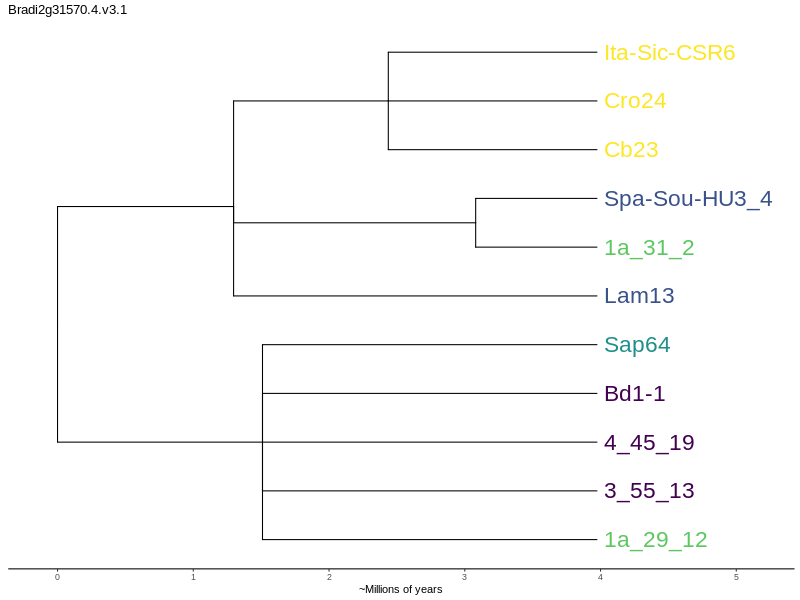 Bradi2g31570.4.v3.1
Ita-Sic-CSR6
Cro24
Cb23
Spa-Sou-HU3_4
1a_31_2
Lam13
Sap64
Bd1-1
4_45_19
3_55_13
1a_29_12
0 1 2 3 4 5
~Millions of years